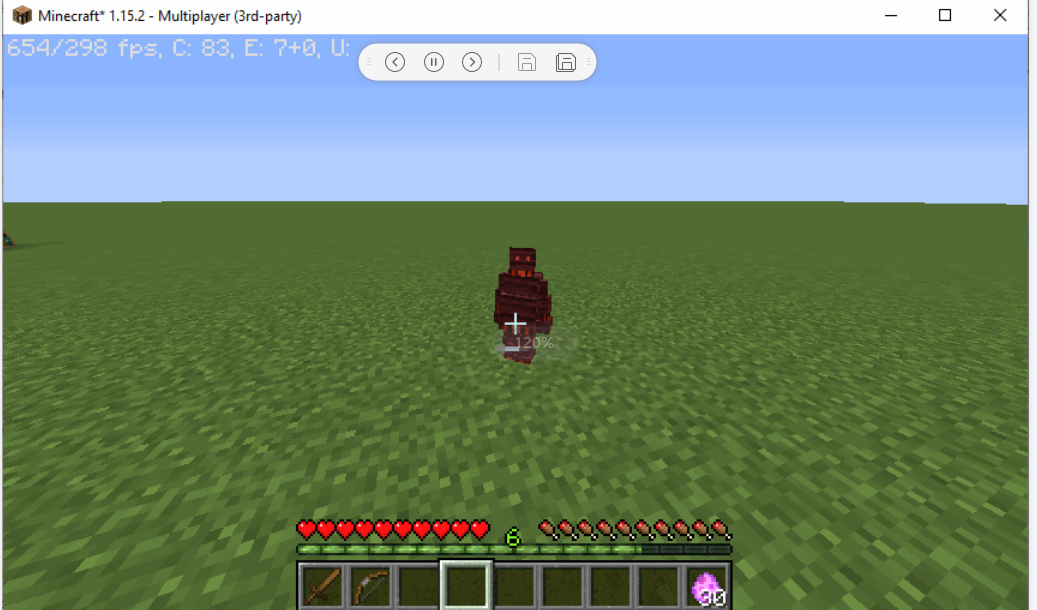 Minecraft* 1.15.2 - Multiplayer (3rd-party)
654/298 fps, C: 83, E: 7+0, U:
120%
6
30